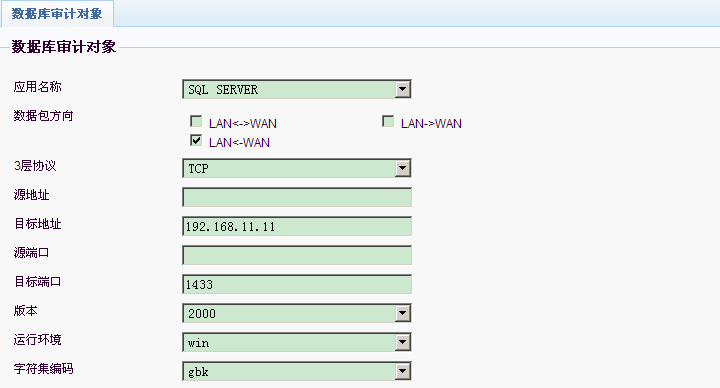 数据库审计对象
数据库审计对象
应用名称 SQL SERVER
数据包方向 LAN<->WAN LAN->WAN
LAN<-WAN
3层协议 TCP
源地址
目标地址 192.168.11.11
源端口
目标端口 1433
版本 2000
运行环境 win
字符集编码 gbk